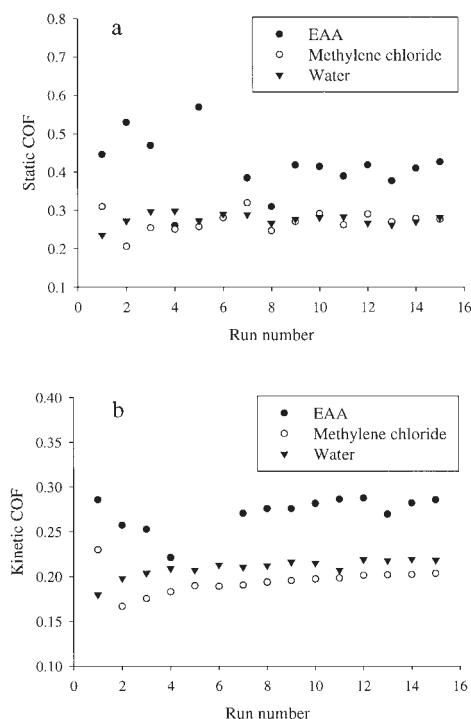 a
EAA
Methylene chloride
Water
Static COF
0.8
0.7
0.6
0.5
0.4
0.3
0.2
0.1
0 2 4 6 8 10 12 14 16
Run number
b
EAA
Methylene chloride
Water
Kinetic COF
0.40
0.35
0.30
0.25
0.20
0.15
0.10
0 2 4 6 8 10 12 14 16
Run number